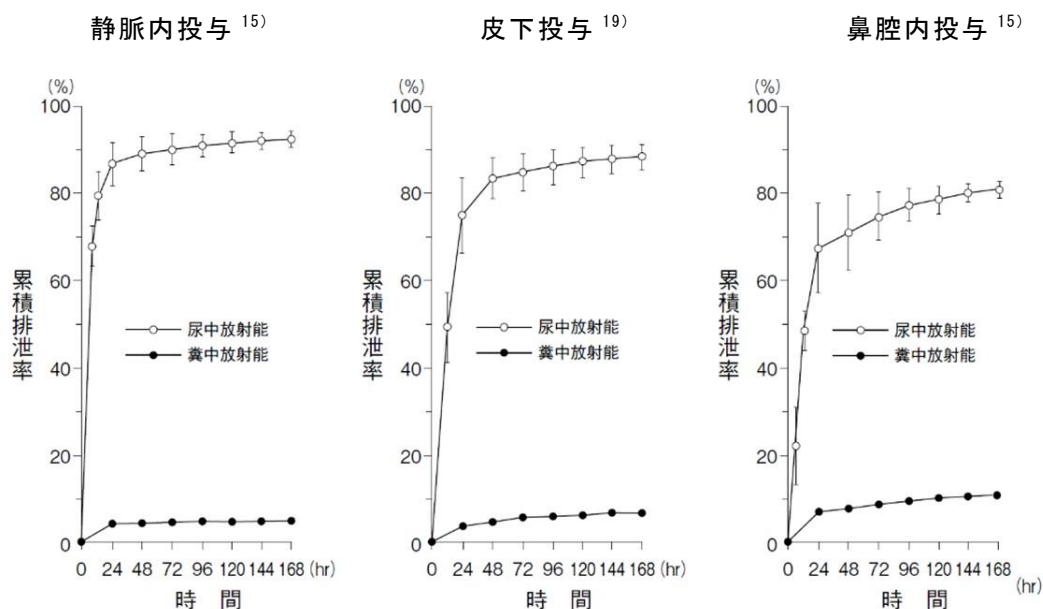 静脈内投与 15)
皮下投与 19)
鼻腔内投与 15)
(%)
100
80
60
40
20
0
累積排泄率
尿中放射能
糞中放射能
0 24 48 72 96 120 144 168 (hr)
時 間
(%)
100
80
60
40
20
0
累積排泄率
尿中放射能
糞中放射能
0 24 48 72 96 120 144 168 (hr)
時 間
(%)
100
80
60
40
20
0
累積排泄率
尿中放射能
糞中放射能
0 24 48 72 96 120 144 168
(hr)
時 間